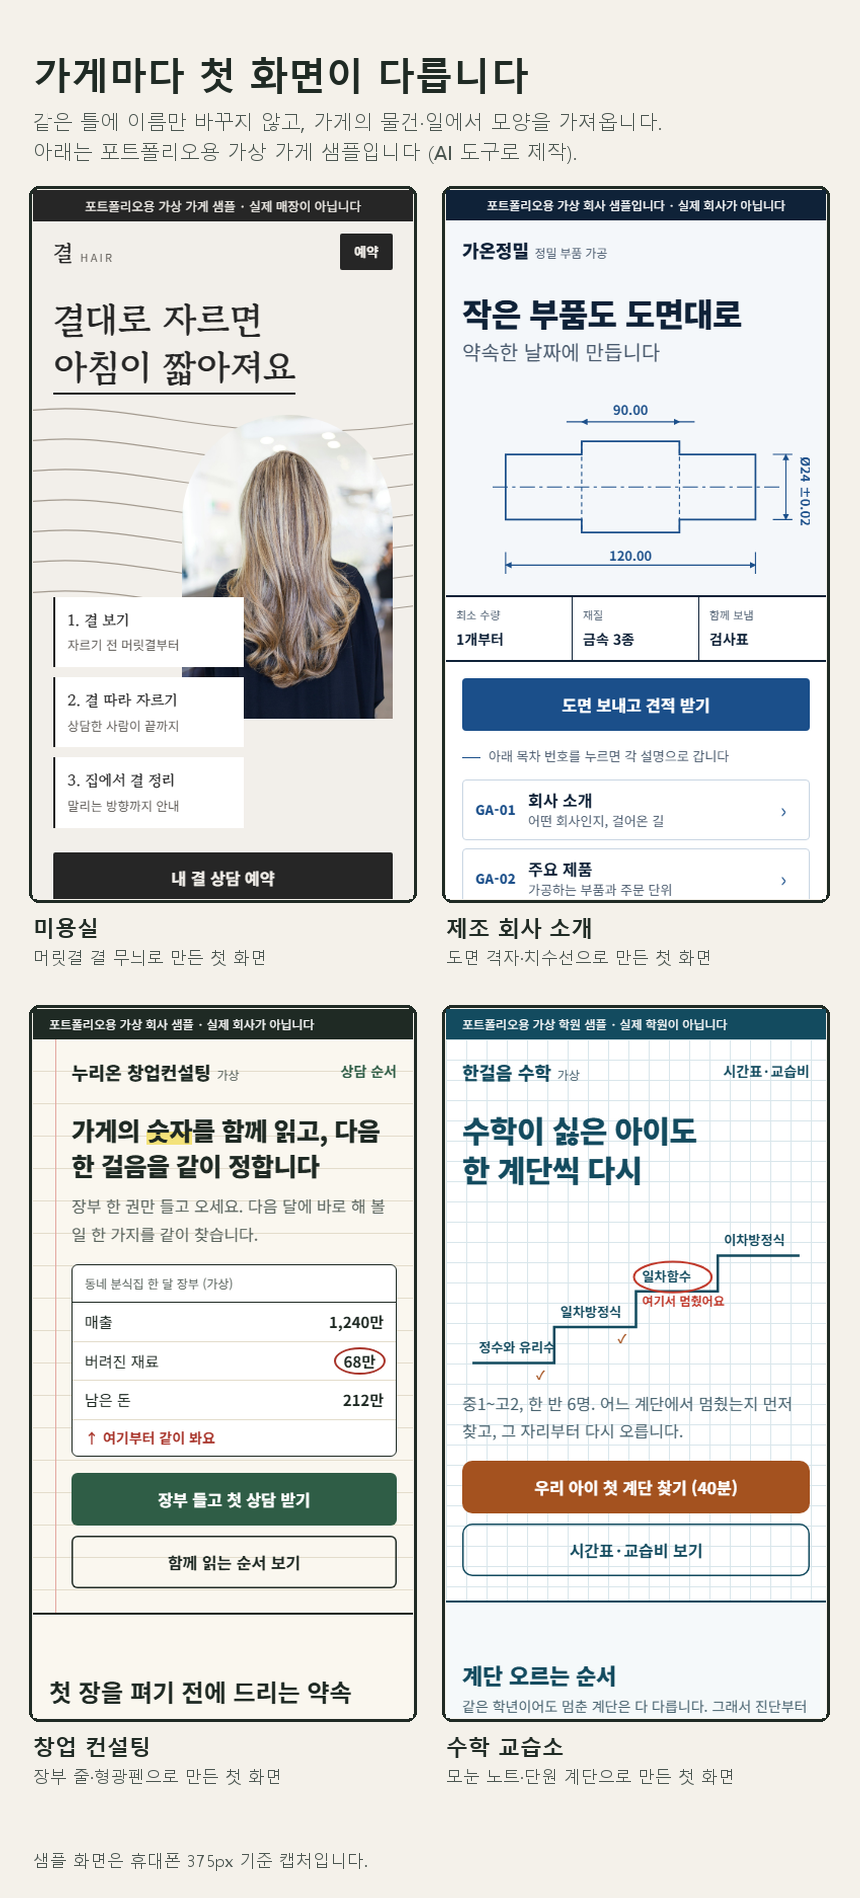 가게마다 첫 화면이 다릅니다
같은 틀에 이름만 바꾸지 않고, 가게의 물건·일에서 모양을 가져옵니다.
아래는 포트폴리오용 가상 가게 샘플입니다 (AI 도구로 제작).
포트폴리오용 가상 가게 샘플 · 실제 매장이 아닙니다
결 HAIR
예약
결대로 자르면
아침이 짧아져요
1. 결 보기
자르기 전 머릿결부터
2. 결 따라 자르기
상담한 사람이 끝까지
3. 집에서 결 정리
말리는 방향까지 안내
내 결 상담 예약
미용실
머릿결 결 무늬로 만든 첫 화면
포트폴리오용 가상 회사 샘플입니다 · 실제 회사가 아닙니다
가온정밀 정밀 부품 가공
작은 부품도 도면대로
약속한 날짜에 만듭니다
90.00
Ø24 ±0.02
120.00
최소 수량
1개부터
재질
금속 3종
함께 보냄
검사표
도면 보내고 견적 받기
아래 목차 번호를 누르면 각 설명으로 갑니다
GA-01 회사 소개
어떤 회사인지, 걸어온 길
GA-02 주요 제품
가공하는 부품과 주문 단위
제조 회사 소개
도면 격자·치수선으로 만든 첫 화면
포트폴리오용 가상 회사 샘플 · 실제 회사가 아닙니다
누리온 창업컨설팅 가상
상담 순서
가게의 숫자를 함께 읽고, 다음
한 걸음을 같이 정합니다
장부 한 권만 들고 오세요. 다음 달에 바로 해 볼
일 한 가지를 같이 찾습니다.
동네 분식집 한 달 장부 (가상)
매출 1,240만
버려진 재료 68만
남은 돈 212만
↑ 여기부터 같이 봐요
장부 들고 첫 상담 받기
함께 읽는 순서 보기
첫 장을 펴기 전에 드리는 약속
창업 컨설팅
장부 줄·형광펜으로 만든 첫 화면
포트폴리오용 가상 학원 샘플 · 실제 학원이 아닙니다
한걸음 수학 가상
시간표·교습비
수학이 싫은 아이도
한 계단씩 다시
이차방정식
일차함수
여기서 멈췄어요
일차방정식
✓
정수와 유리수
✓
중1~고2, 한 반 6명. 어느 계단에서 멈췄는지 먼저
찾고, 그 자리부터 다시 오릅니다.
우리 아이 첫 계단 찾기 (40분)
시간표·교습비 보기
계단 오르는 순서
같은 학년이어도 멈춘 계단은 다 다릅니다. 그래서 진단부터
수학 교습소
모눈 노트·단원 계단으로 만든 첫 화면
샘플 화면은 휴대폰 375px 기준 캡처입니다.